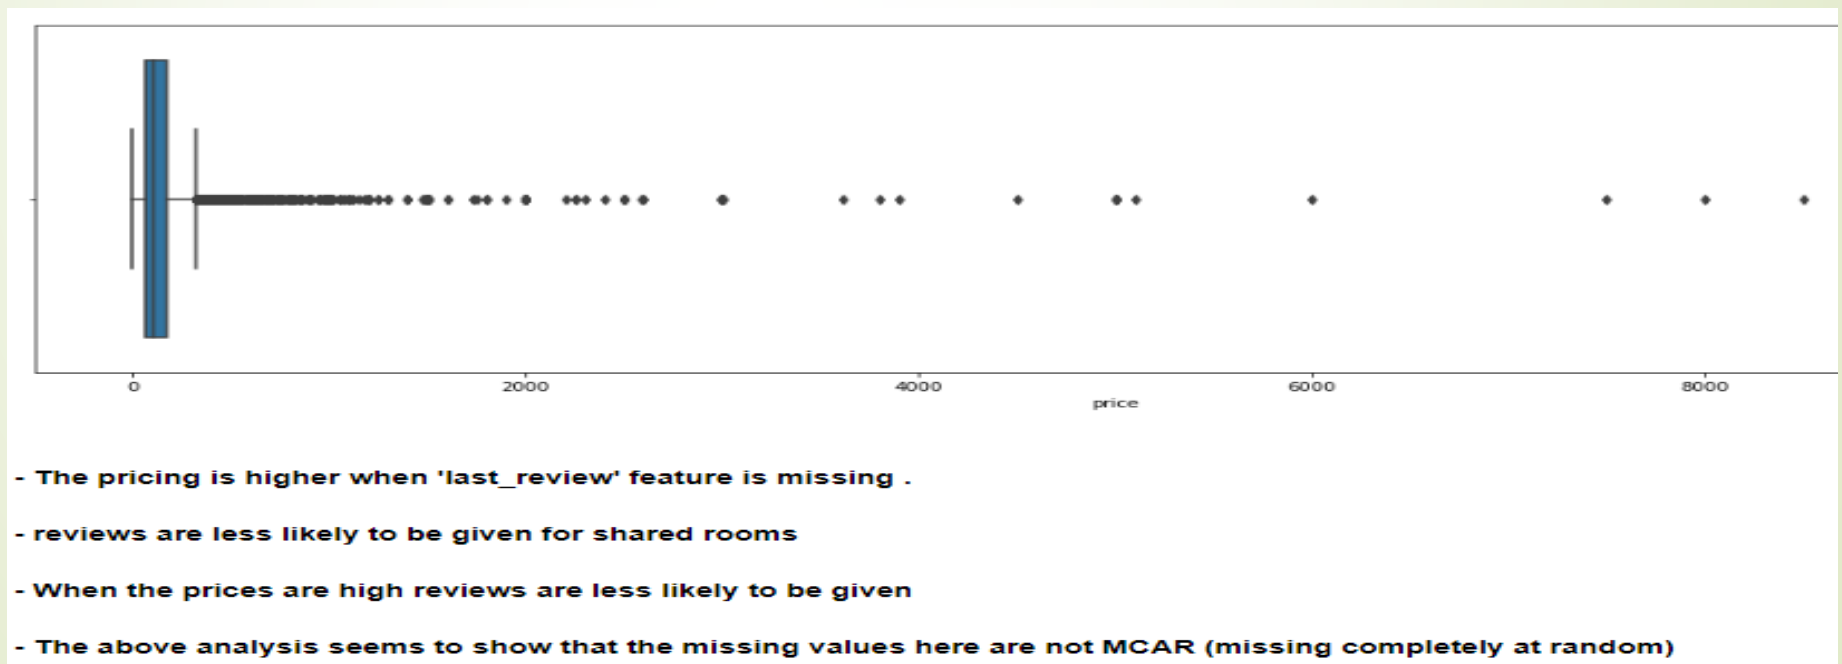 0 2000 4000 6000 8000
price
- The pricing is higher when 'last_review' feature is missing .
- reviews are less likely to be given for shared rooms
- When the prices are high reviews are less likely to be given
- The above analysis seems to show that the missing values here are not MCAR (missing completely at random)